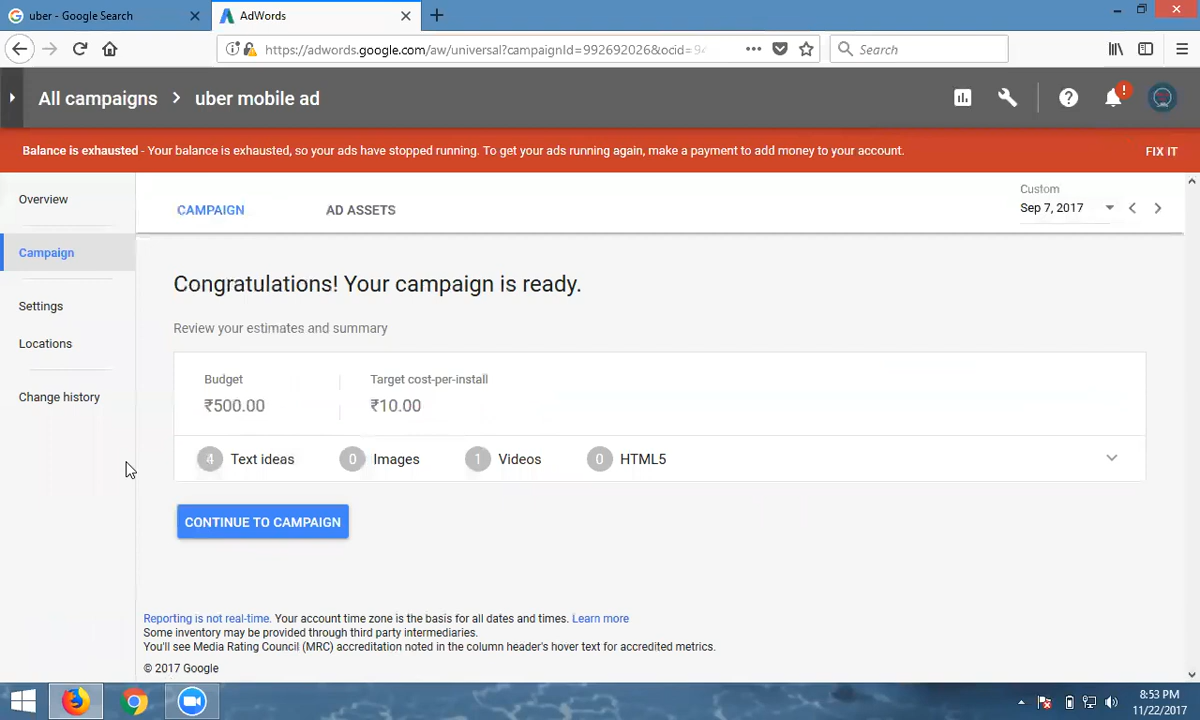 uber - Google Search
AdWords
https://adwords.google.com/aw/universal?campaignId=992692026&ocid=9
Search
All campaigns > uber mobile ad
Balance is exhausted - Your balance is exhausted, so your ads have stopped running. To get your ads running again, make a payment to add money to your account.
FIX IT
Overview
Campaign
Settings
Locations
Change history
CAMPAIGN
AD ASSETS
Custom
Sep 7, 2017
Congratulations! Your campaign is ready.
Review your estimates and summary
Budget
₹500.00
Target cost-per-install
₹10.00
4 Text ideas
0 Images
1 Videos
0 HTML5
CONTINUE TO CAMPAIGN
Reporting is not real-time. Your account time zone is the basis for all dates and times. Learn more
Some inventory may be provided through third party intermediaries.
You'll see Media Rating Council (MRC) accreditation noted in the column header's hover text for accredited metrics.
© 2017 Google
8:53 PM
11/22/2017